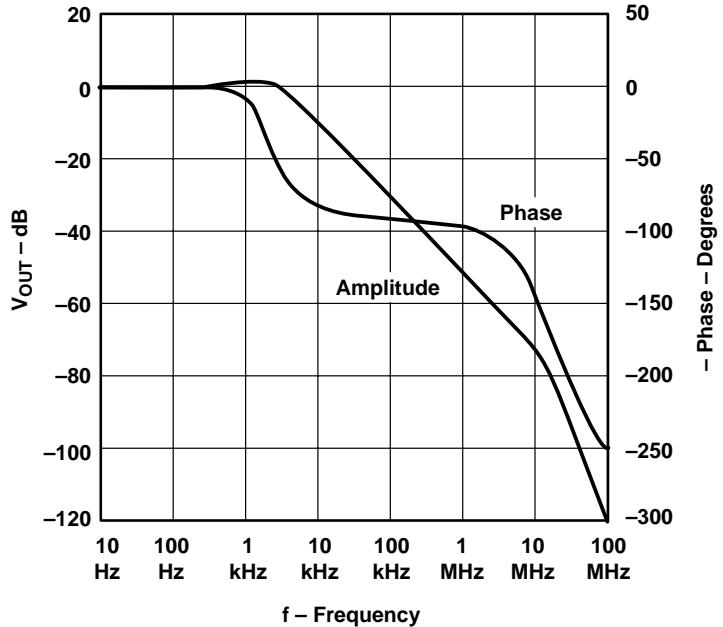 20
0
–20
–40
–60
–80
–100
–120
VOUT – dB
50
0
–50
–100
–150
–200
–250
–300
– Phase – Degrees
Phase
Amplitude
10 100 1 10 100 1 10 100
Hz Hz kHz kHz kHz MHz MHz MHz
f – Frequency